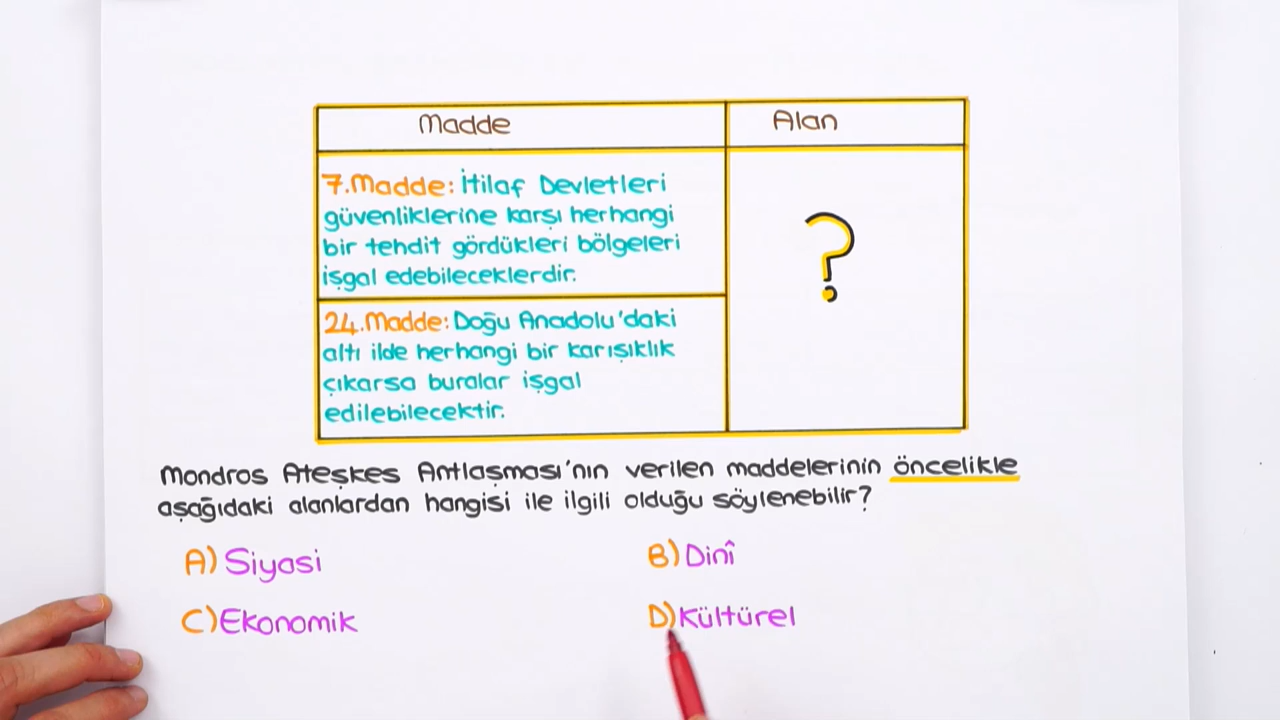 Madde
Alan
7.Madde: İtilaf Devletleri
güvenliklerine karşı herhangi
bir tehdit gördükleri bölgeleri
işgal edebileceklerdir.
?
24.Madde: Doğu Anadolu'daki
altı ilde herhangi bir karışıklık
çıkarsa buralar işgal
edilebilecektir.
Mondros Ateşkes Antlaşması'nın verilen maddelerinin öncelikle
aşağıdaki alanlardan hangisi ile ilgili olduğu söylenebilir?
A) Siyasi
B) Dinî
C) Ekonomik
D) Kültürel